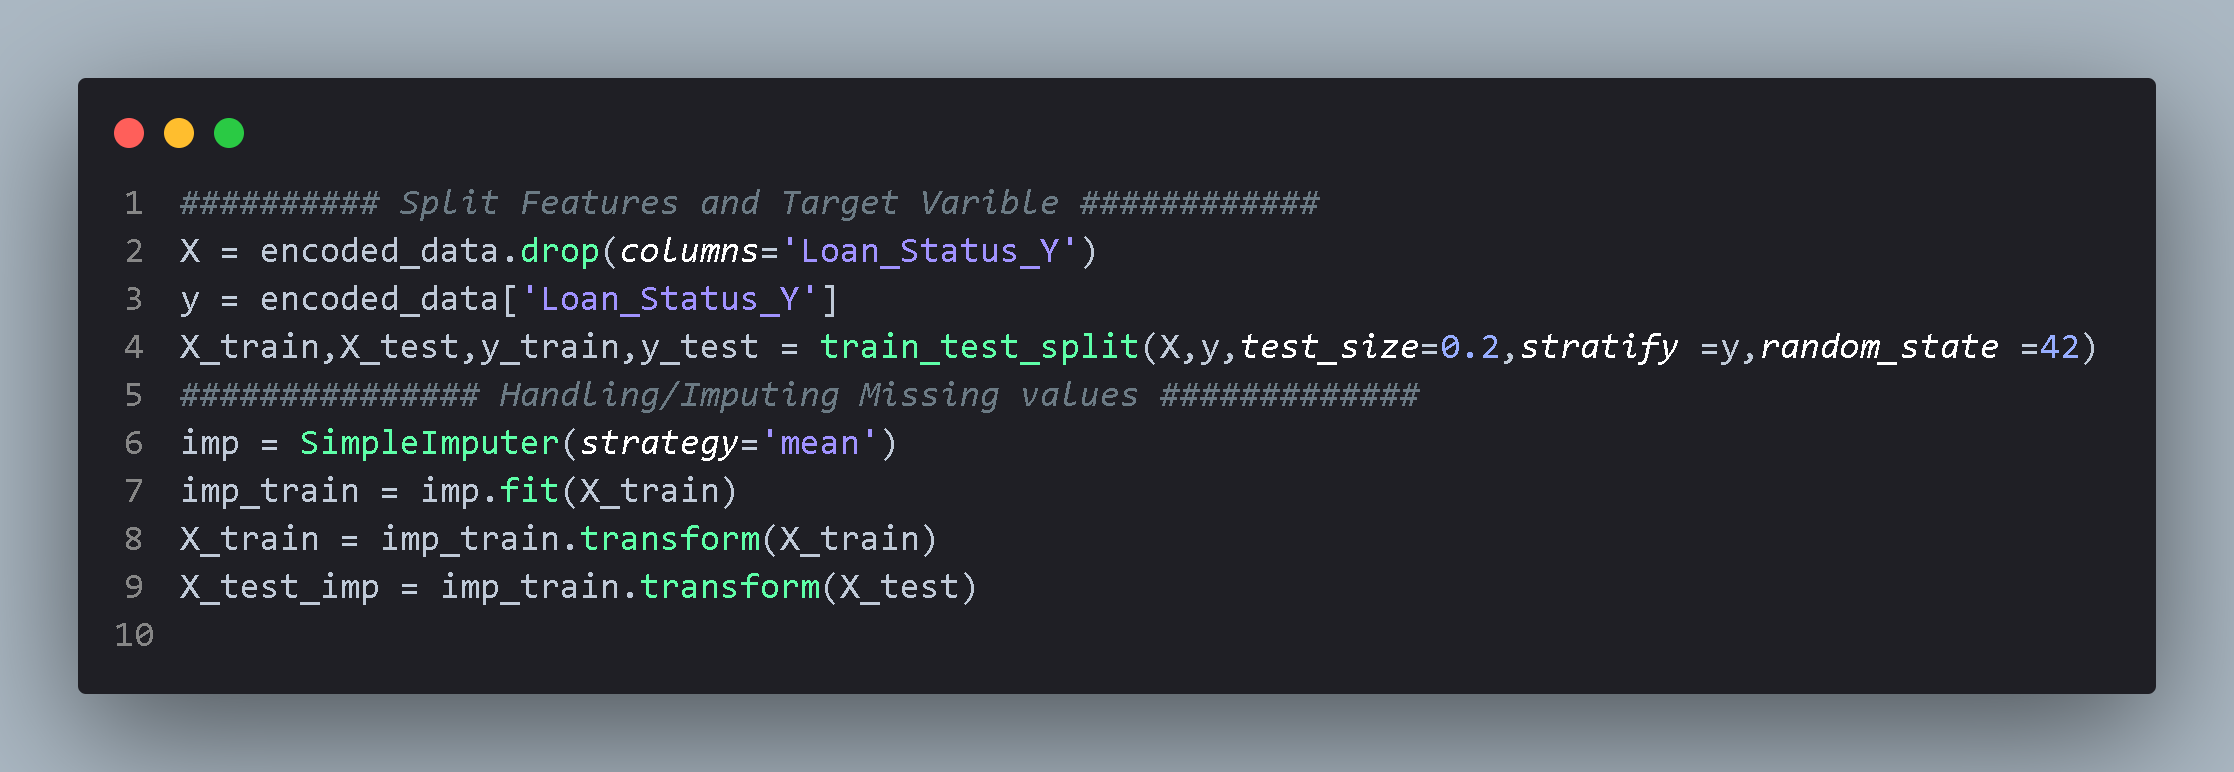 1 ########## Split Features and Target Varible ############
2 X = encoded_data.drop(columns='Loan_Status_Y')
3 y = encoded_data['Loan_Status_Y']
4 X_train,X_test,y_train,y_test = train_test_split(X,y,test_size=0.2,stratify =y,random_state =42)
5 ############### Handling/Imputing Missing values #############
6 imp = SimpleImputer(strategy='mean')
7 imp_train = imp.fit(X_train)
8 X_train = imp_train.transform(X_train)
9 X_test_imp = imp_train.transform(X_test)
10